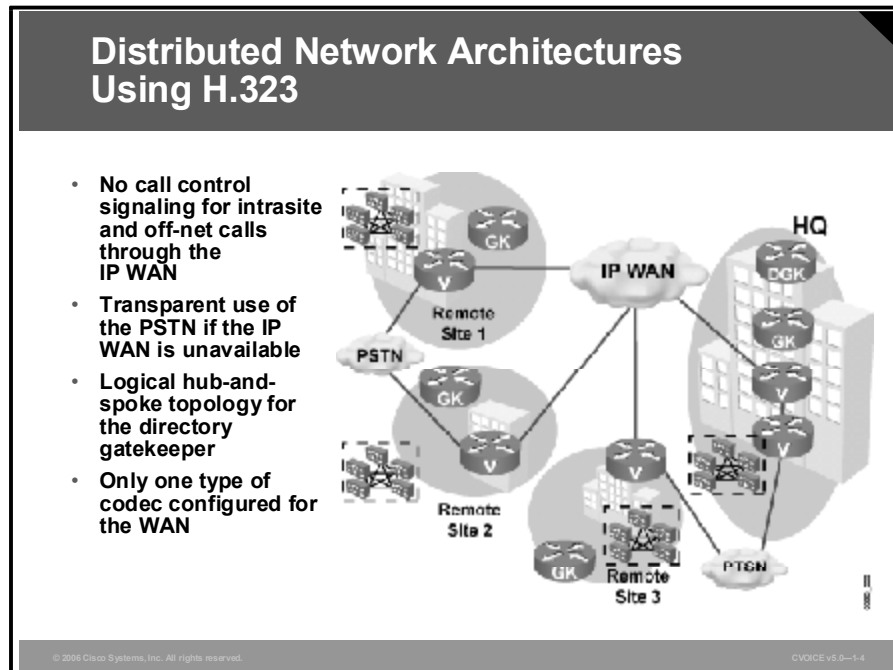 Distributed Network Architectures
Using H.323
• No call control
signaling for intrasite
and off-net calls
through the
IP WAN
• Transparent use of
the PSTN if the IP
WAN is unavailable
• Logical hub-and-
spoke topology for
the directory
gatekeeper
• Only one type of
codec configured for
the WAN
GK
V
Remote
Site 1
PSTN
GK
V
Remote
Site 2
IP WAN
V
GK
Remote
Site 3
HQ
DGK
GK
V
V
PTSN
© 2006 Cisco Systems, Inc. All rights reserved.
CVDICE v5.0—1-4